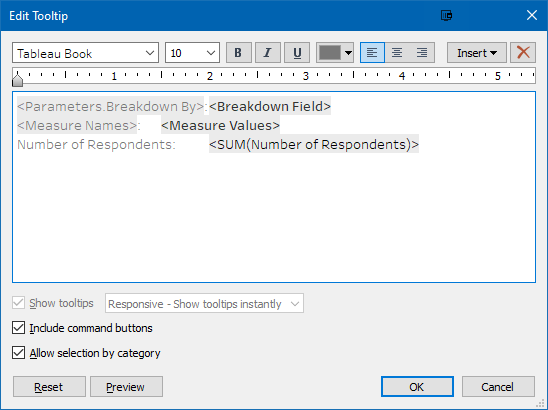 Edit Tooltip
Tableau Book 10 B I U Insert
1 2 3 4 5
<Parameters.Breakdown By>:<Breakdown Field>
<Measure Names>: <Measure Values>
Number of Respondents: <SUM(Number of Respondents)>
Show tooltips Responsive - Show tooltips instantly
Include command buttons
Allow selection by category
Reset Preview OK Cancel